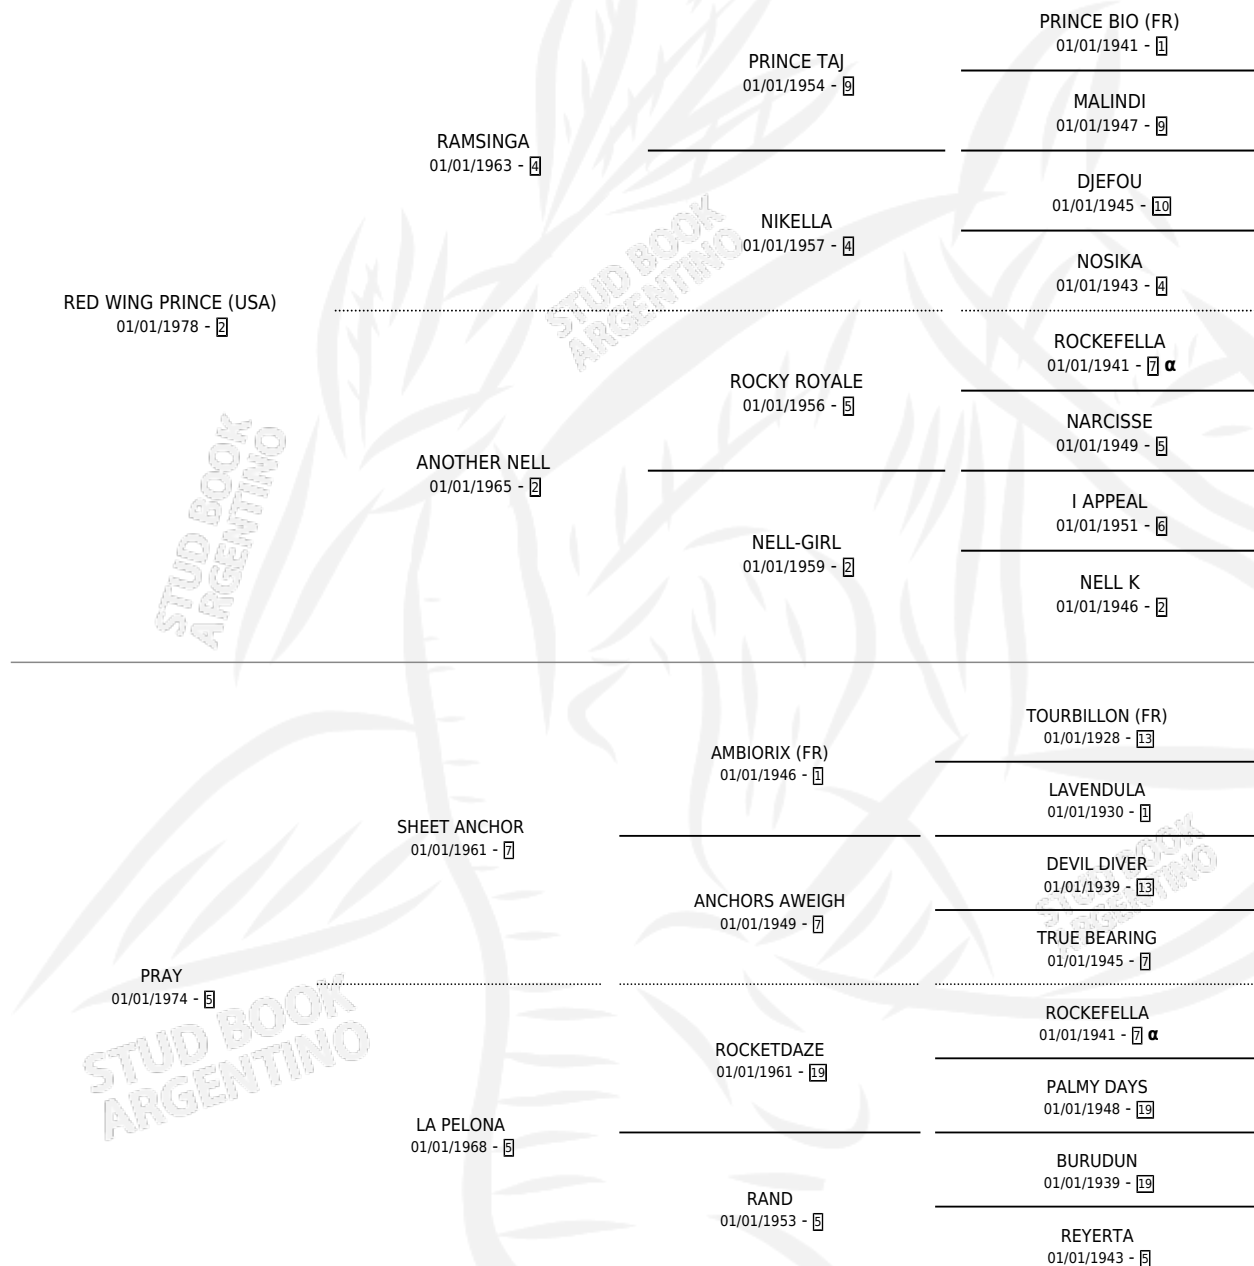 PRINCE BIO (FR)
01/01/1941 - 1
PRINCE TAJ
01/01/1954 - 9
MALINDI
01/01/1947 - 9
RAMSINGA
01/01/1963 - 4
DJEFOU
01/01/1945 - 10
NIKELLA
01/01/1957 - 4
NOSIKA
01/01/1943 - 4
RED WING PRINCE (USA)
01/01/1978 - 2
ROCKEFELLA
01/01/1941 - 7 α
ROCKY ROYALE
01/01/1956 - 5
NARCISSE
01/01/1949 - 5
ANOTHER NELL
01/01/1965 - 2
I APPEAL
01/01/1951 - 6
NELL-GIRL
01/01/1959 - 2
NELL K
01/01/1946 - 2
STUD BOOK
ARGENTINO
STUD BOOK
ARGENTINO
TOURBILLON (FR)
01/01/1928 - 13
AMBIORIX (FR)
01/01/1946 - 1
LAVENDULA
01/01/1930 - 1
SHEET ANCHOR
01/01/1961 - 7
DEVIL DIVER
01/01/1939 - 13
ANCHORS AWEIGH
01/01/1949 - 7
TRUE BEARING
01/01/1945 - 7
STUD BOOK
ARGENTINO
PRAY
01/01/1974 - 5
ROCKEFELLA
01/01/1941 - 7 α
ROCKETDAZE
01/01/1961 - 19
PALMY DAYS
01/01/1948 - 19
LA PELONA
01/01/1968 - 5
BURUDUN
01/01/1939 - 19
RAND
01/01/1953 - 5
REYERTA
01/01/1943 - 5
STUD BOOK
ARGENTINO